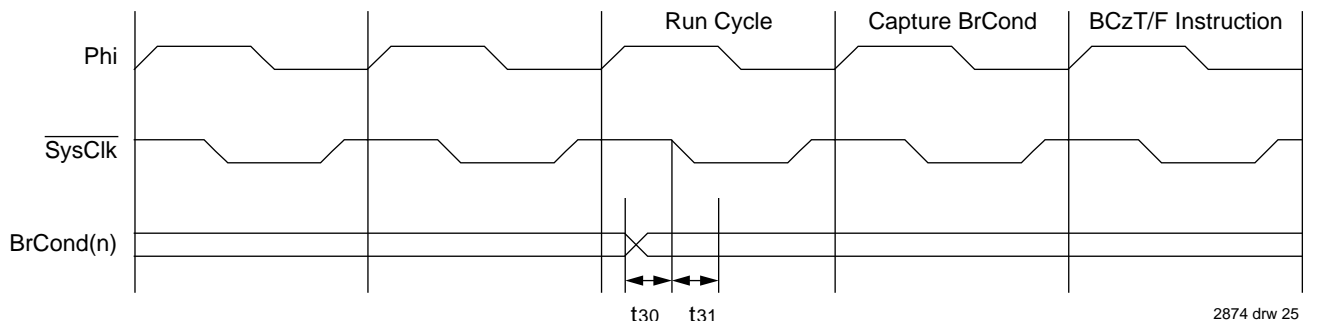 Run Cycle
Capture BrCond
BCzT/F Instruction
Phi
SysClk
BrCond(n)
t30
t31
2874 drw 25